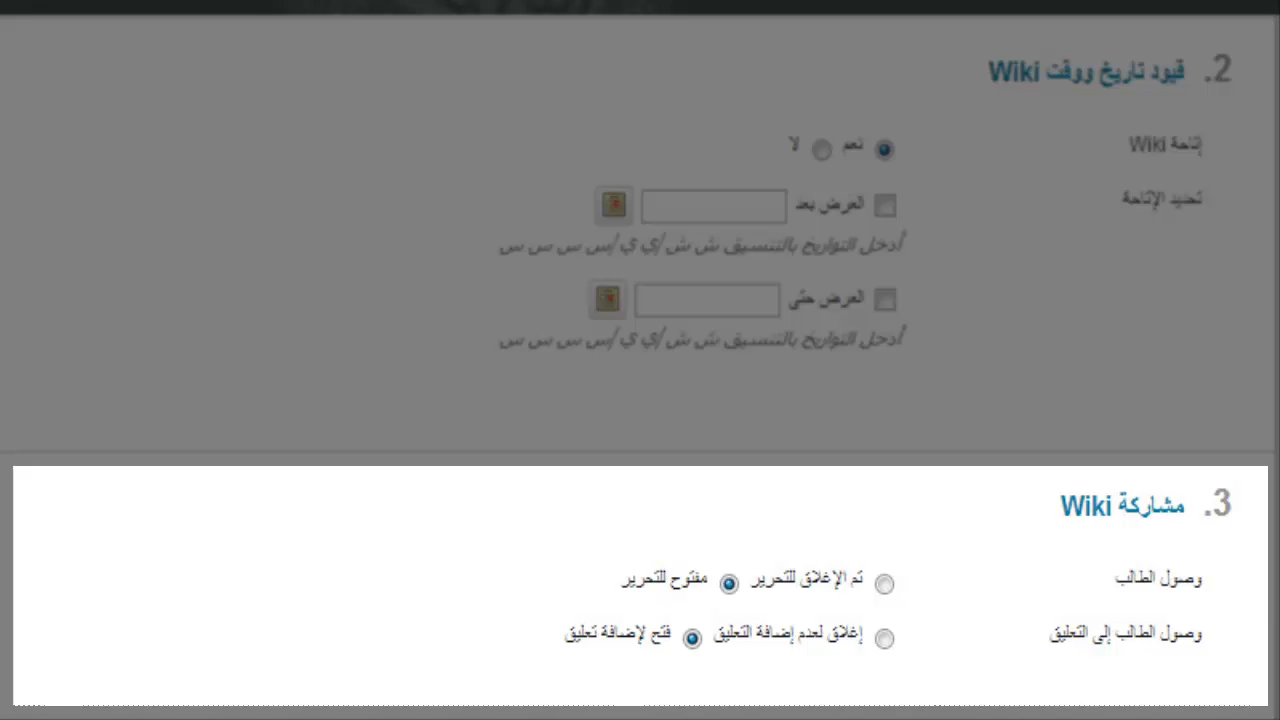 2. قيود تاريخ ووقت Wiki
إتاحة Wiki نعم لا
تحديد الإتاحة العرض بعد
أدخل التواريخ بالتنسيق ش ش/ي ي/س س س س
العرض حتى
أدخل التواريخ بالتنسيق ش ش/ي ي/س س س س
3. مشاركة Wiki
وصول الطالب تم الإغلاق للتحرير مفتوح للتحرير
وصول الطالب إلى التعليق إغلاق لعدم إضافة التعليق فتح لإضافة تعليق